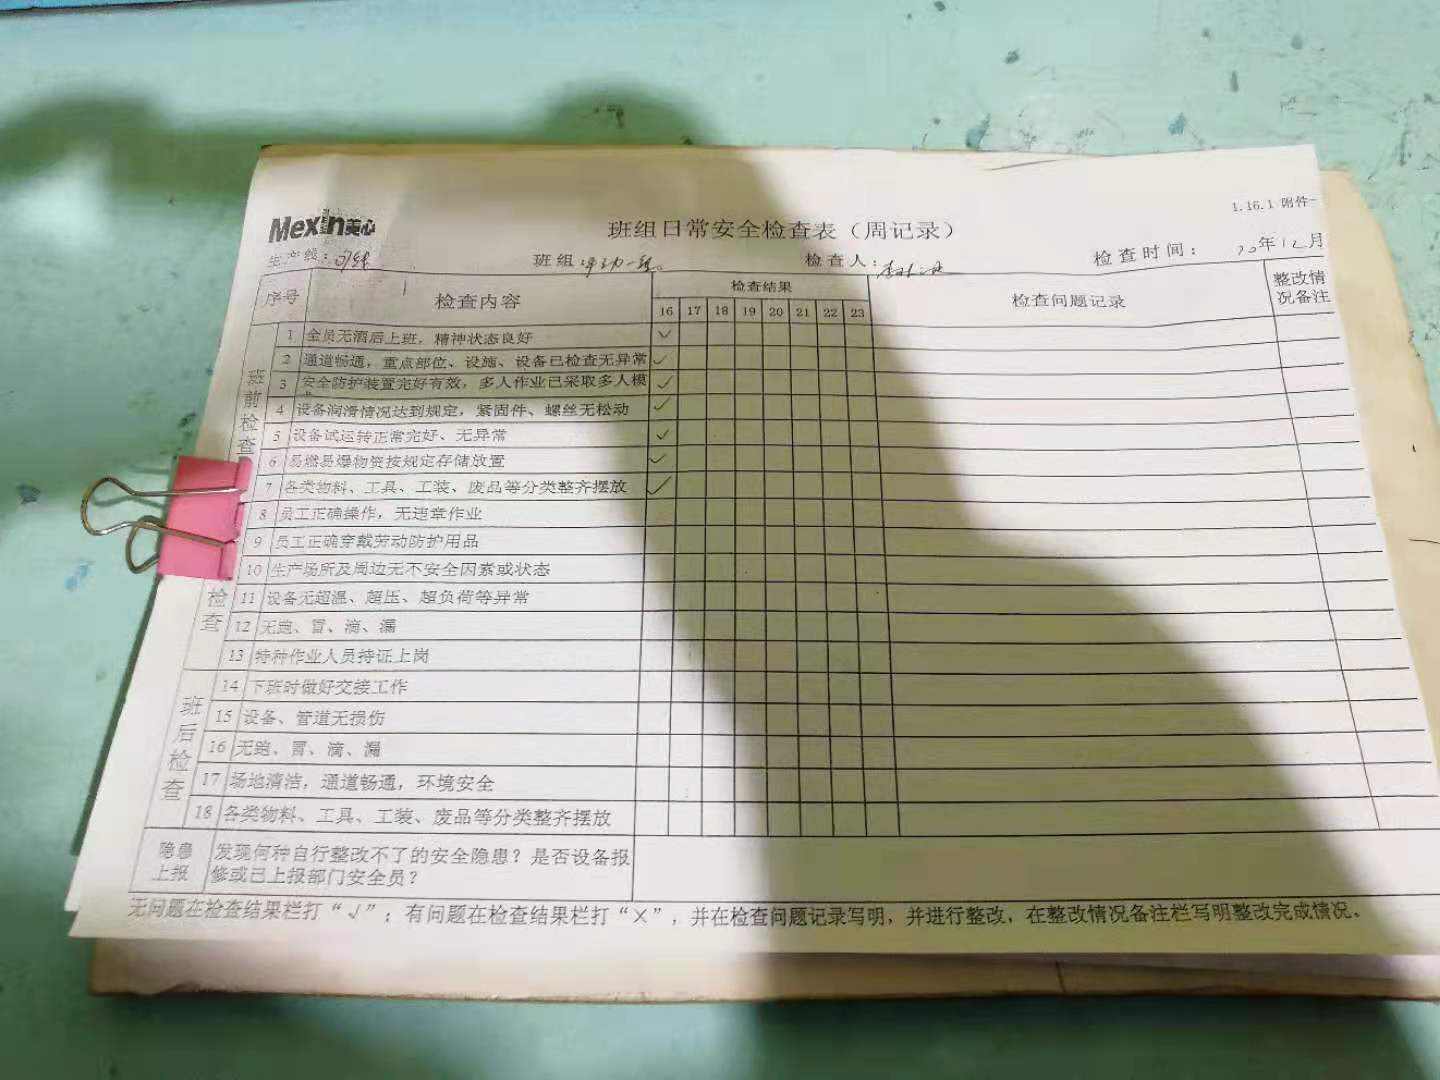 Mexin美心
1.16.1 附件-
班组日常安全检查表（周记录）
生产线：
班组：
检查人：
检查时间： 20年12月
序号 检查内容 检查结果 检查问题记录 整改情况备注
16 17 18 19 20 21 22 23
班前检查
1 全员无酒后上班，精神状态良好 ✓
2 通道畅通，重点部位、设施、设备已检查无异常 ✓
3 安全防护装置完好有效，多人作业已采取多人模 ✓
4 设备润滑情况达到规定，紧固件、螺丝无松动 ✓
5 设备试运转正常完好、无异常 ✓
6 易燃易爆物资按规定存储放置 ✓
7 各类物料、工具、工装、废品等分类整齐摆放 ✓
检查
8 员工正确操作，无违章作业
9 员工正确穿戴劳动防护用品
10 生产场所及周边无不安全因素或状态
11 设备无超温、超压、超负荷等异常
12 无跑、冒、滴、漏
13 特种作业人员持证上岗
班后检查
14 下班时做好交接工作
15 设备、管道无损伤
16 无跑、冒、滴、漏
17 场地清洁，通道畅通，环境安全
18 各类物料、工具、工装、废品等分类整齐摆放
隐患上报
发现何种自行整改不了的安全隐患？是否设备报
修或已上报部门安全员？
无问题在检查结果栏打“√”；有问题在检查结果栏打“×”，并在检查问题记录写明，并进行整改，在整改情况备注栏写明整改完成情况。